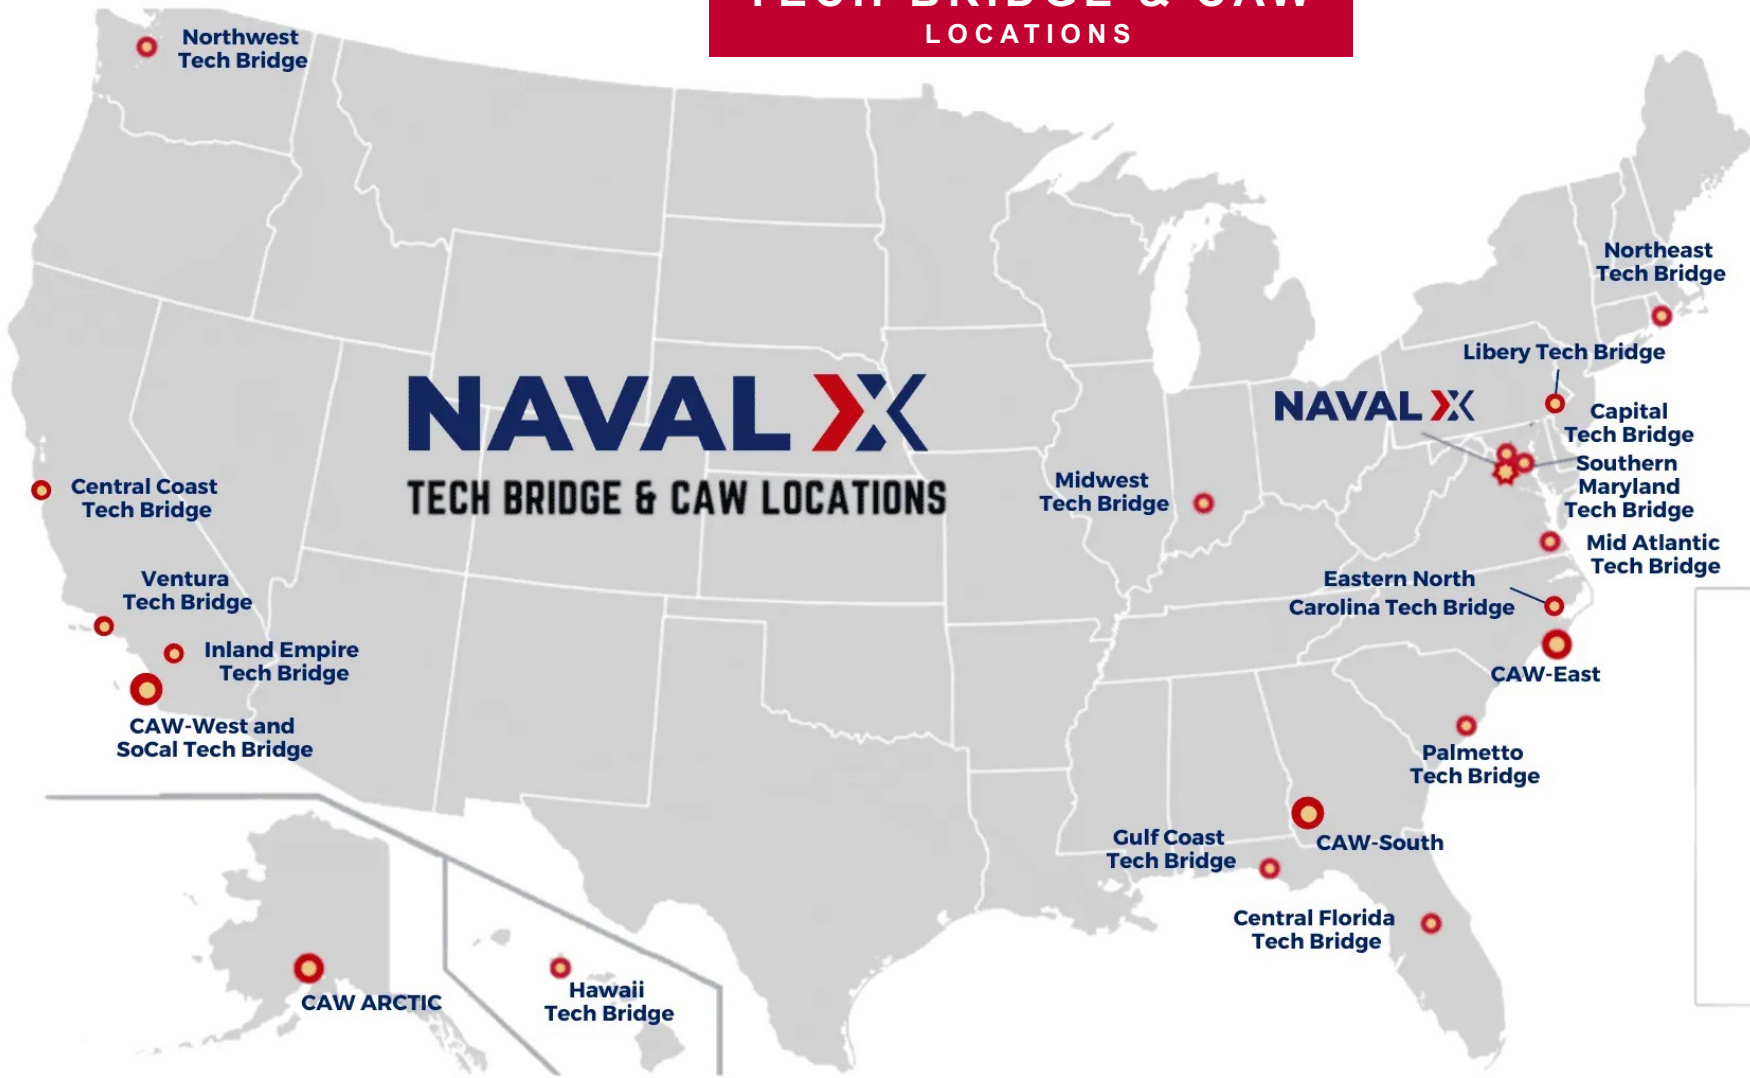 TECH BRIDGE & CAW
LOCATIONS
Northwest
Tech Bridge
Northeast
Tech Bridge
Libery Tech Bridge
NAVAL X
Capital
Tech Bridge
Southern
Maryland
Tech Bridge
Mid Atlantic
Tech Bridge
NAVAL X
TECH BRIDGE & CAW LOCATIONS
Midwest
Tech Bridge
Central Coast
Tech Bridge
Ventura
Tech Bridge
Inland Empire
Tech Bridge
CAW-West and
SoCal Tech Bridge
Eastern North
Carolina Tech Bridge
CAW-East
Palmetto
Tech Bridge
CAW-South
Gulf Coast
Tech Bridge
Central Florida
Tech Bridge
CAW ARCTIC
Hawaii
Tech Bridge